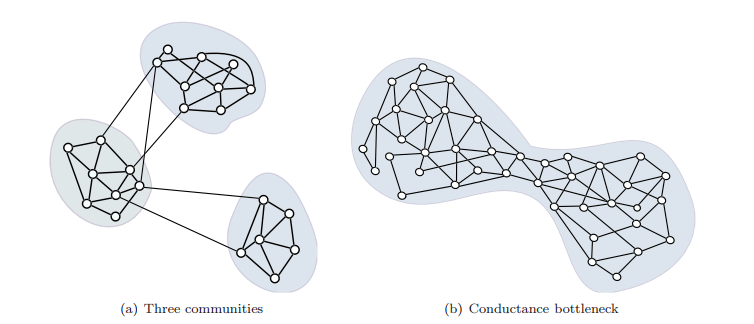 (a) Three communities
(b) Conductance bottleneck